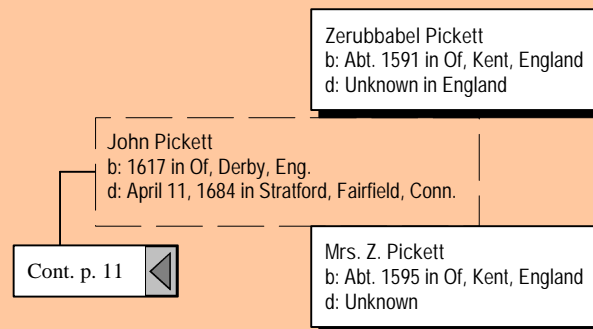 Zerubbabel Pickett
b: Abt. 1591 in Of, Kent, England
d: Unknown in England
John Pickett
b: 1617 in Of, Derby, Eng.
d: April 11, 1684 in Stratford, Fairfield, Conn.
Mrs. Z. Pickett
b: Abt. 1595 in Of, Kent, England
d: Unknown
Cont. p. 11